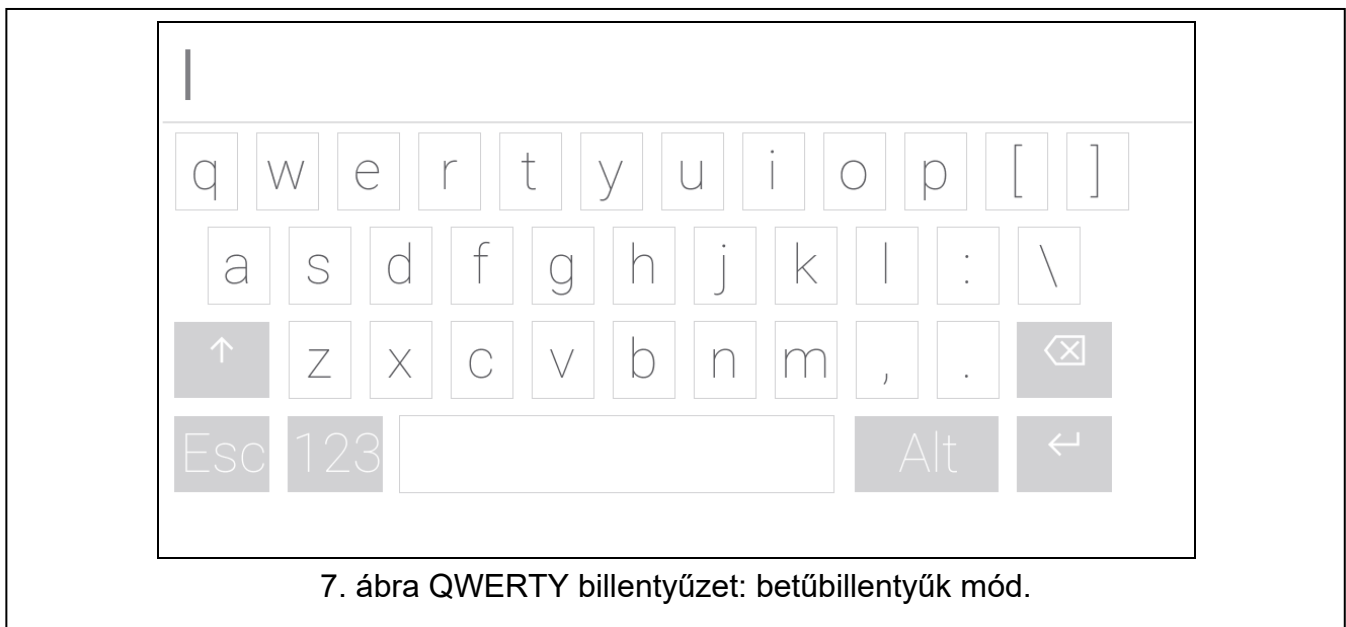 q w e r t y u i o p [ ]
a s d f g h j k l : \
↑ z x c v b n m , . ⌫
Esc 123 Alt ↵
7. ábra QWERTY billentyűzet: betűbillentyűk mód.